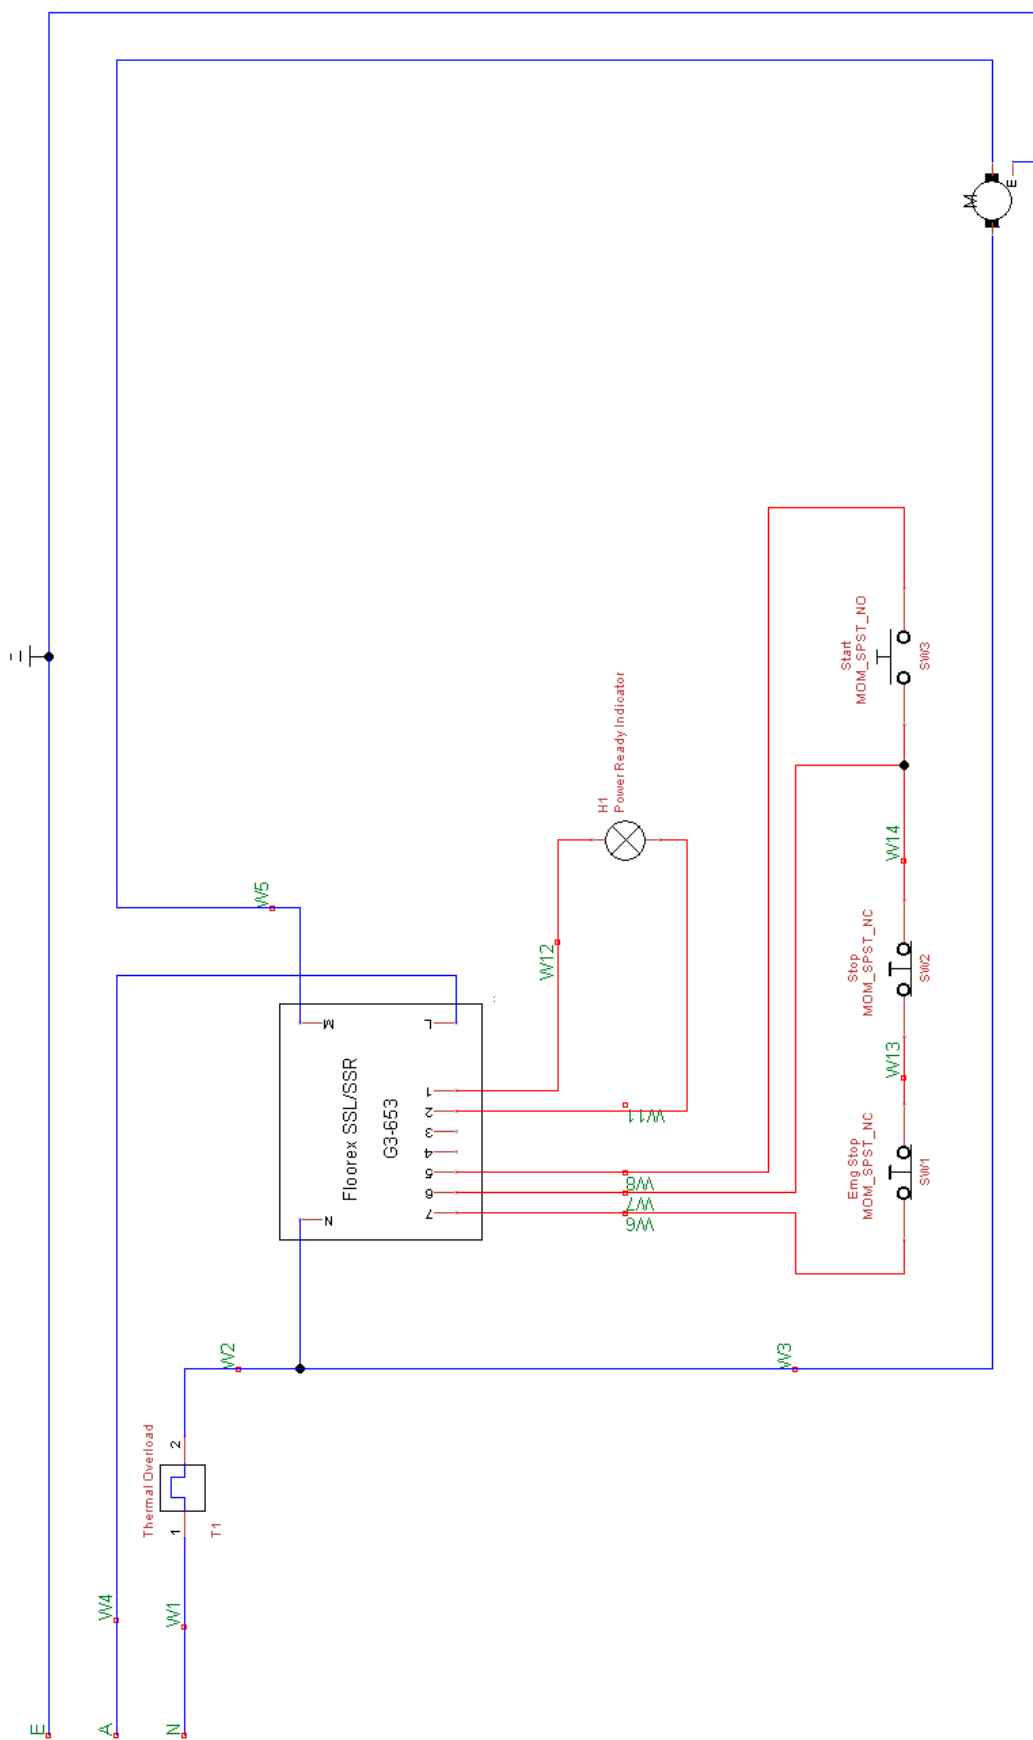 E
A
N
W4
W1
Thermal Overload
1
2
T1
W2
W3
W5
Floorex SSL/SSR
G3-653
M
L
N
1
2
3
4
5
6
7
W12
W11
W8
W7
W6
H1
Power Ready Indicator
Emg Stop
MOM_SPST_NC
SW1
W13
Stop
MOM_SPST_NC
SW2
W14
Start
MOM_SPST_NO
SW3
M
E